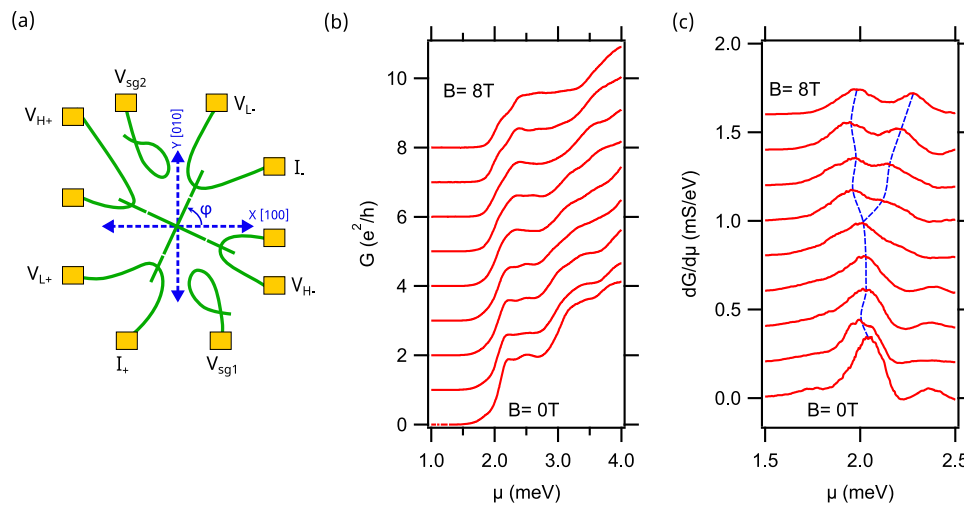 (a)
V_sg2
V_H+
V_L-
Y [010]
I_-
φ
X [100]
V_L+
V_H-
I_+
V_sg1
(b)
G (e²/h)
10
8
6
4
2
0
B= 8T
B= 0T
1.0 2.0 3.0 4.0
μ (meV)
(c)
dG/dμ (mS/eV)
2.0
1.5
1.0
0.5
0.0
B= 8T
B= 0T
1.5 2.0 2.5
μ (meV)